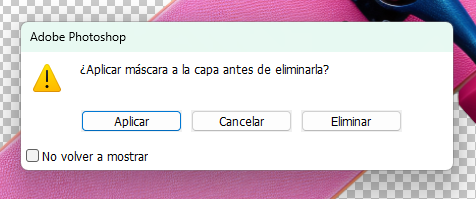 Adobe Photoshop
¿Aplicar máscara a la capa antes de eliminarla?
Aplicar
Cancelar
Eliminar
No volver a mostrar